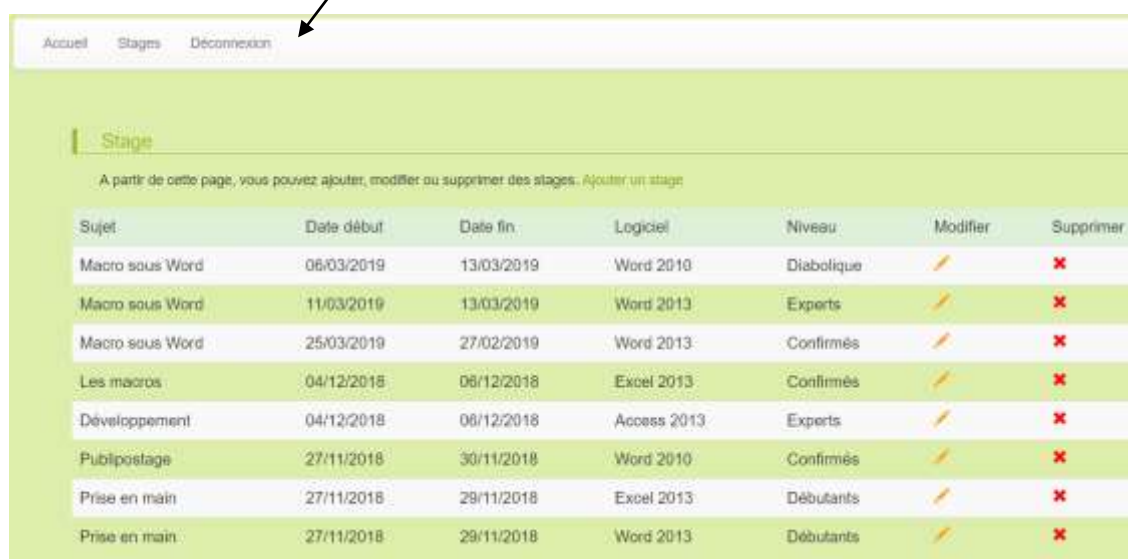 Accueil Stages Déconnexion
Stage
A partir de cette page, vous pouvez ajouter, modifier ou supprimer des stages. Ajouter un stage
Sujet Date début Date fin Logiciel Niveau Modifier Supprimer
Macro sous Word 06/03/2019 13/03/2019 Word 2010 Diabolique
Macro sous Word 11/03/2019 13/03/2019 Word 2013 Experts
Macro sous Word 25/03/2019 27/02/2019 Word 2013 Confirmés
Les macros 04/12/2018 06/12/2018 Excel 2013 Confirmés
Développement 04/12/2018 06/12/2018 Access 2013 Experts
Publipostage 27/11/2018 30/11/2018 Word 2010 Confirmés
Prise en main 27/11/2018 29/11/2018 Excel 2013 Débutants
Prise en main 27/11/2018 29/11/2018 Word 2013 Débutants